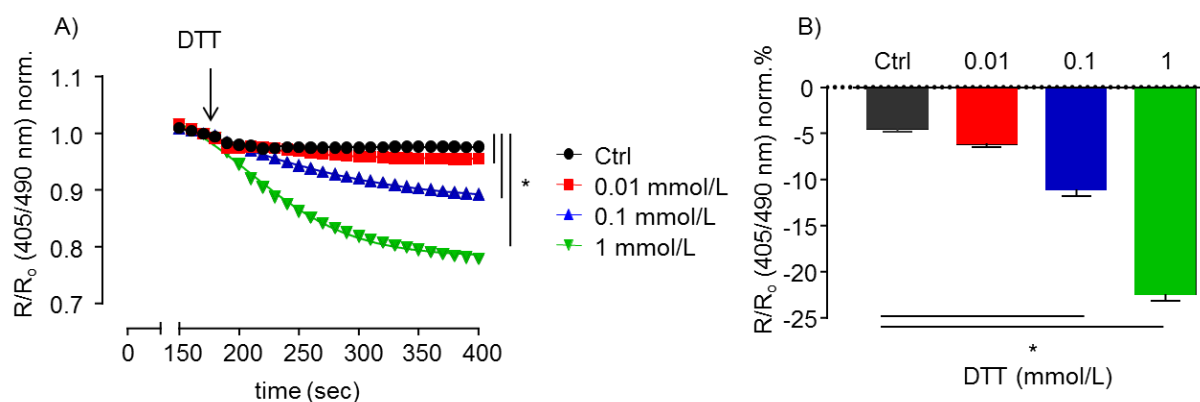 A)
DTT
R/Ro (405/490 nm) norm.
1.1
1.0
0.9
0.8
0.7
0 150 200 250 300 350 400
time (sec)
Ctrl
0.01 mmol/L
0.1 mmol/L
1 mmol/L
*
B)
Ctrl 0.01 0.1 1
R/Ro (405/490 nm) norm.%
0
-5
-10
-15
-20
-25
*
DTT (mmol/L)